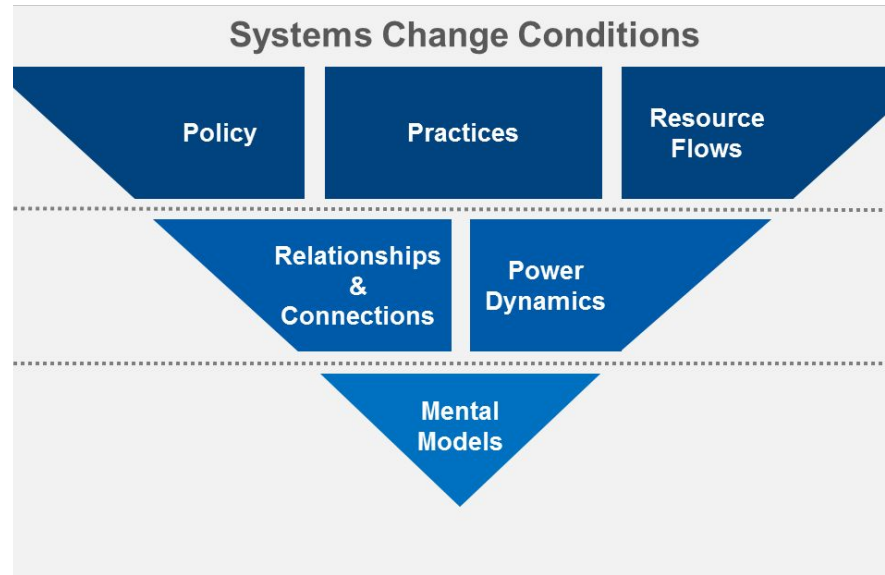 Systems Change Conditions
Policy
Practices
Resource
Flows
Relationships
&
Connections
Power
Dynamics
Mental
Models